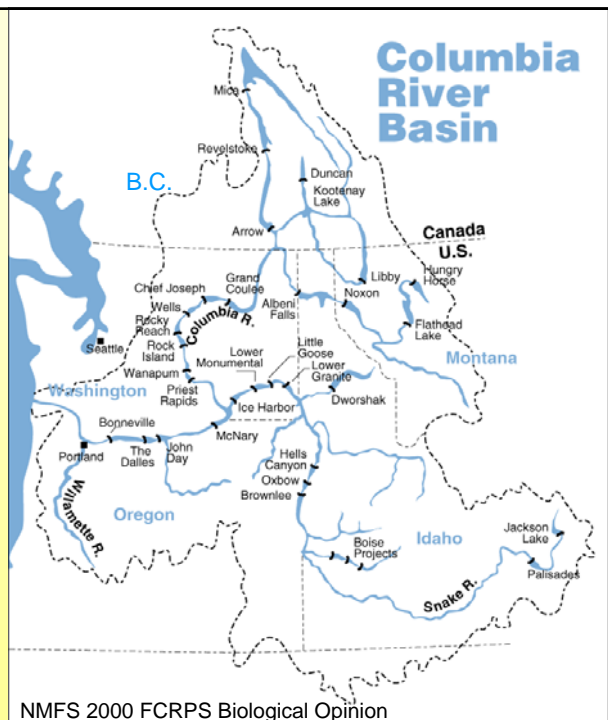 Columbia
River
Basin
Mica
Revelstoke
B.C.
Duncan
Kootenay
Lake
Arrow
Canada
U.S.
Chief Joseph
Grand
Coulee
Libby
Hungry
Horse
Wells
Albeni
Falls
Noxon
Rocky
Reach
Columbia R.
Flathead
Lake
Seattle
Rock
Island
Little
Goose
Lower
Monumental
Lower
Granite
Montana
Wanapum
Washington
Priest
Rapids
Ice Harbor
Dworshak
Bonneville
McNary
Portland
The
Dalles
John
Day
Hells
Canyon
Oxbow
Brownlee
Willamette R.
Oregon
Idaho
Boise
Projects
Jackson
Lake
Palisades
Snake R.
NMFS 2000 FCRPS Biological Opinion